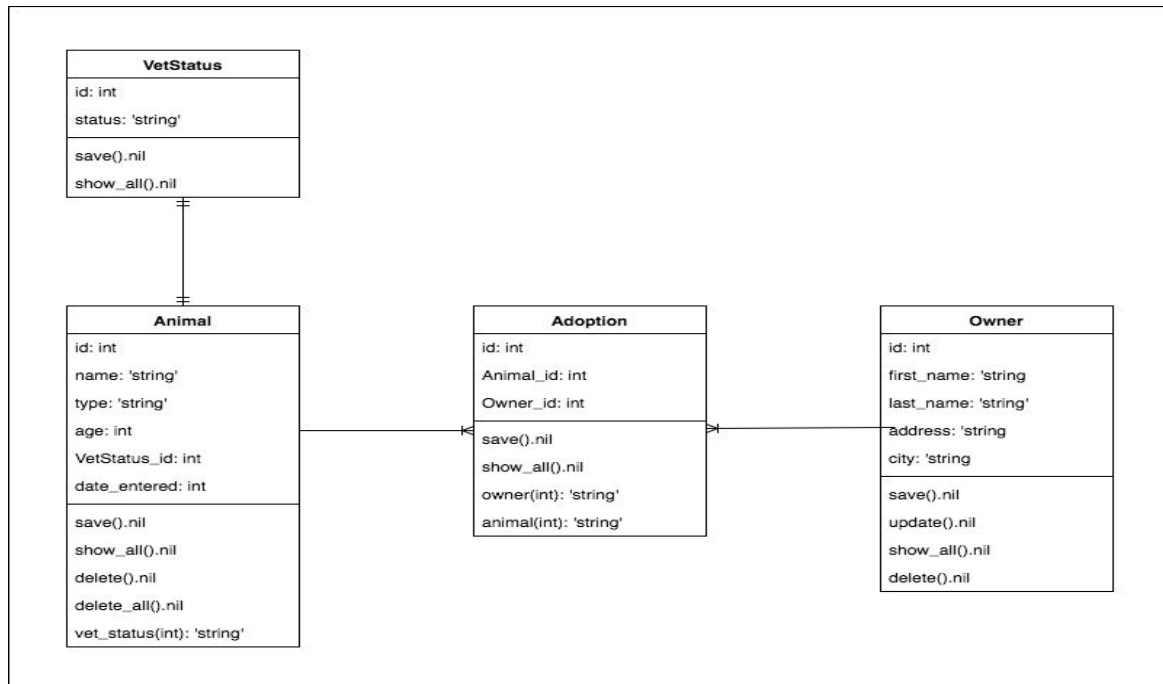 VetStatus
id: int
status: 'string'
save().nil
show_all().nil
Animal
id: int
name: 'string'
type: 'string'
age: int
VetStatus_id: int
date_entered: int
save().nil
show_all().nil
delete().nil
delete_all().nil
vet_status(int): 'string'
Adoption
id: int
Animal_id: int
Owner_id: int
save().nil
show_all().nil
owner(int): 'string'
animal(int): 'string'
Owner
id: int
first_name: 'string
last_name: 'string'
address: 'string
city: 'string
save().nil
update().nil
show_all().nil
delete().nil